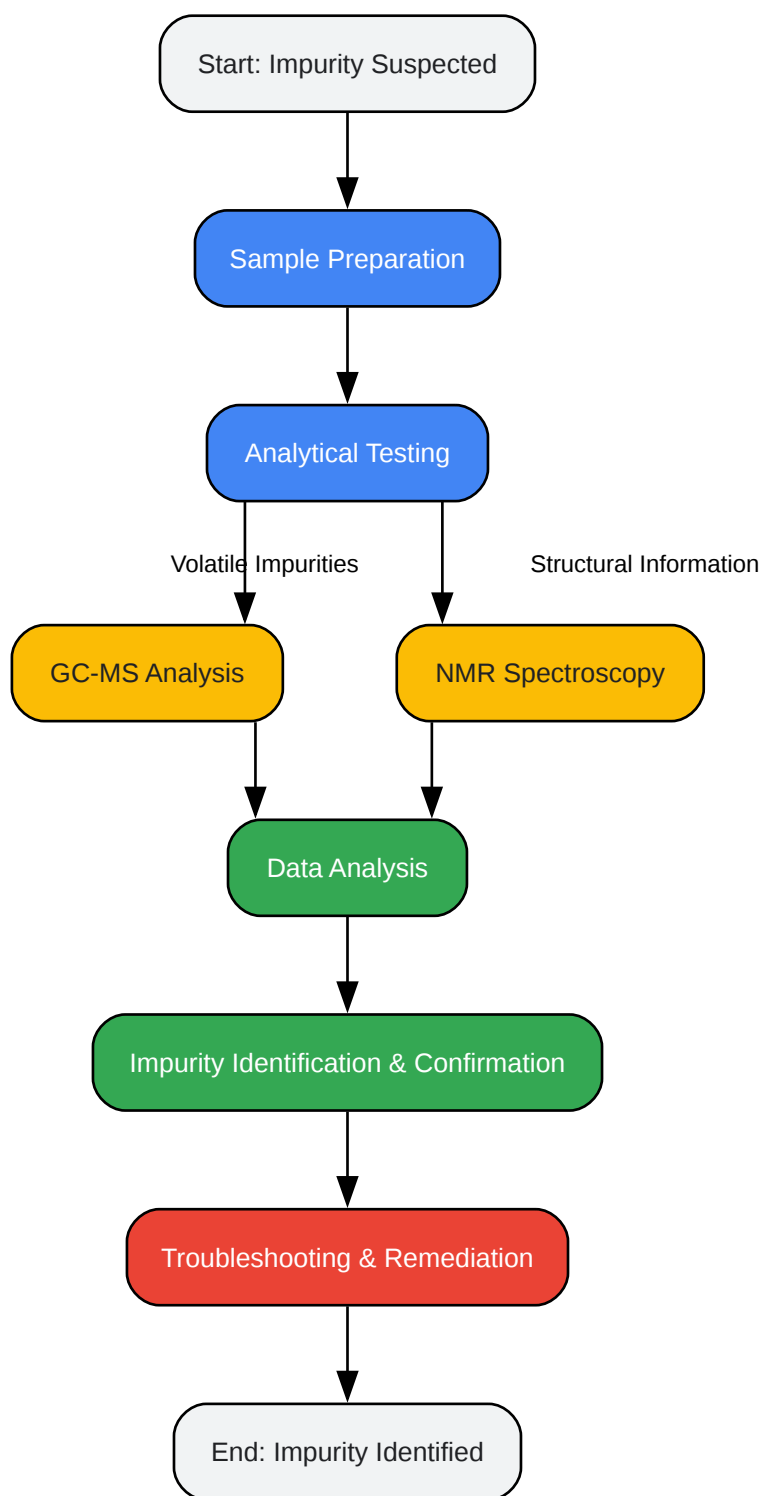 Start: Impurity Suspected
Sample Preparation
Analytical Testing
Volatile Impurities
Structural Information
GC-MS Analysis
NMR Spectroscopy
Data Analysis
Impurity Identification & Confirmation
Troubleshooting & Remediation
End: Impurity Identified